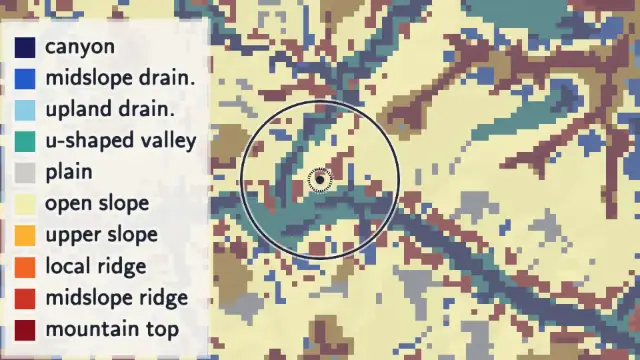 canyon
midslope drain.
upland drain.
u-shaped valley
plain
open slope
upper slope
local ridge
midslope ridge
mountain top